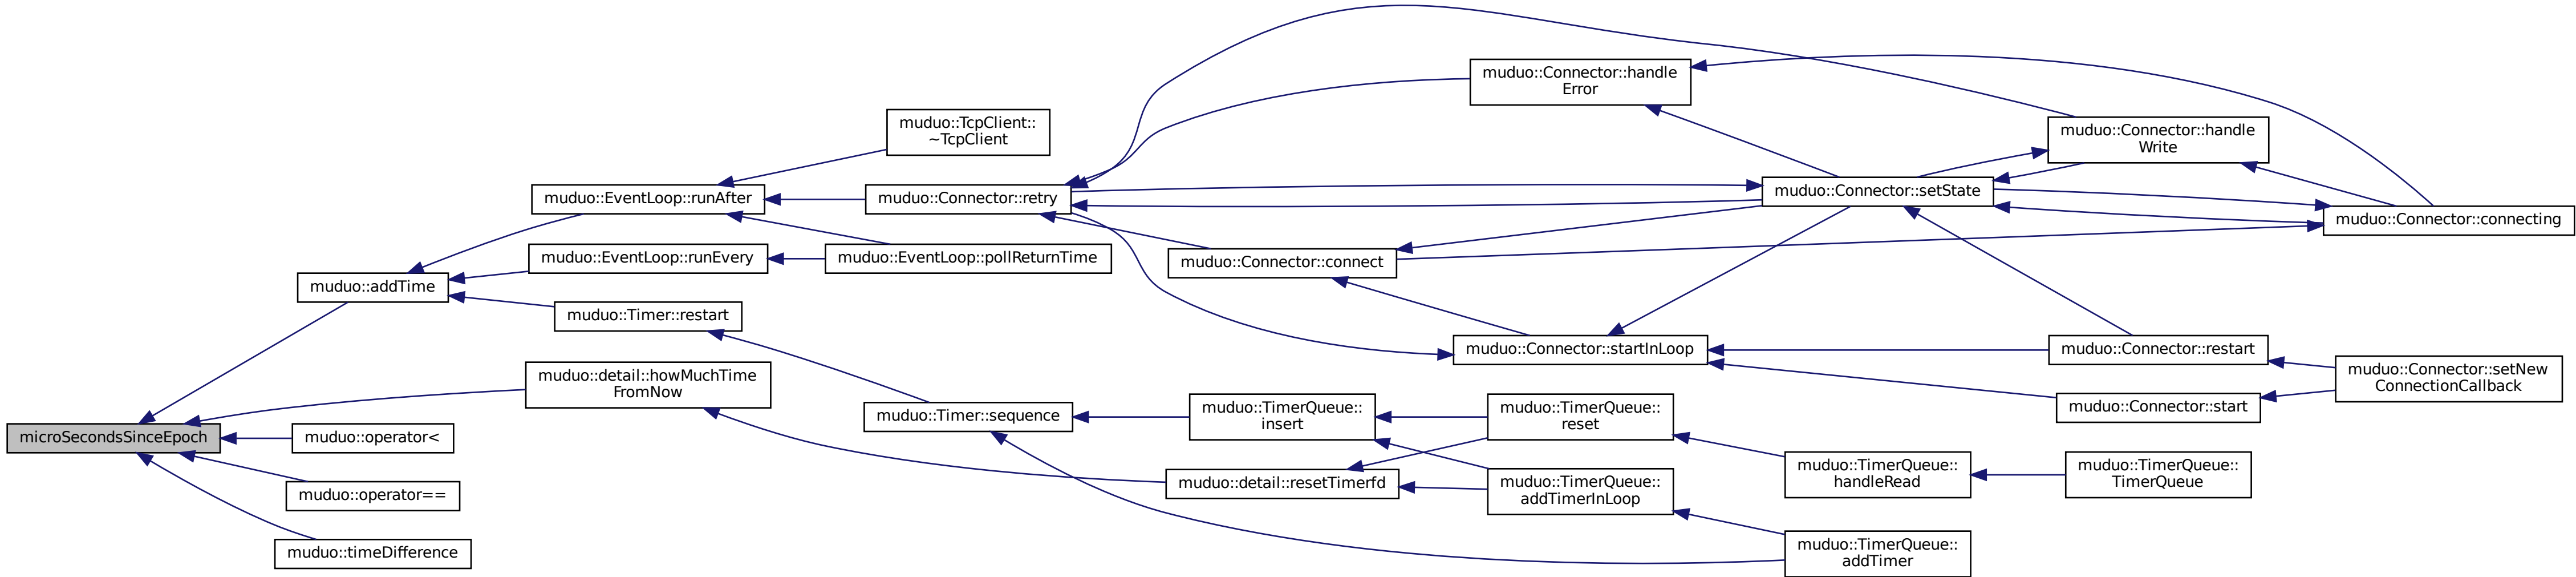 microSecondsSinceEpoch
muduo::addTime
muduo::operator<
muduo::operator==
muduo::timeDifference
muduo::EventLoop::runAfter
muduo::EventLoop::runEvery
muduo::Timer::restart
muduo::detail::howMuchTime
FromNow
muduo::TcpClient::
~TcpClient
muduo::Connector::retry
muduo::EventLoop::pollReturnTime
muduo::Timer::sequence
muduo::Connector::connect
muduo::TimerQueue::
insert
muduo::detail::resetTimerfd
muduo::Connector::handle
Error
muduo::Connector::startInLoop
muduo::TimerQueue::
reset
muduo::TimerQueue::
addTimerInLoop
muduo::Connector::setState
muduo::TimerQueue::
handleRead
muduo::TimerQueue::
addTimer
muduo::Connector::handle
Write
muduo::Connector::restart
muduo::Connector::start
muduo::TimerQueue::
TimerQueue
muduo::Connector::connecting
muduo::Connector::setNew
ConnectionCallback